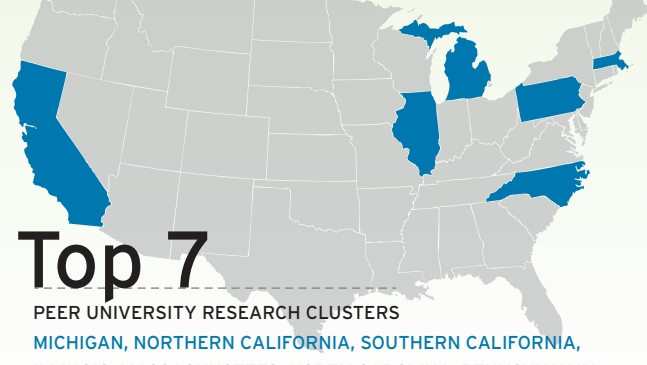 Top 7
PEER UNIVERSITY RESEARCH CLUSTERS
MICHIGAN, NORTHERN CALIFORNIA, SOUTHERN CALIFORNIA,